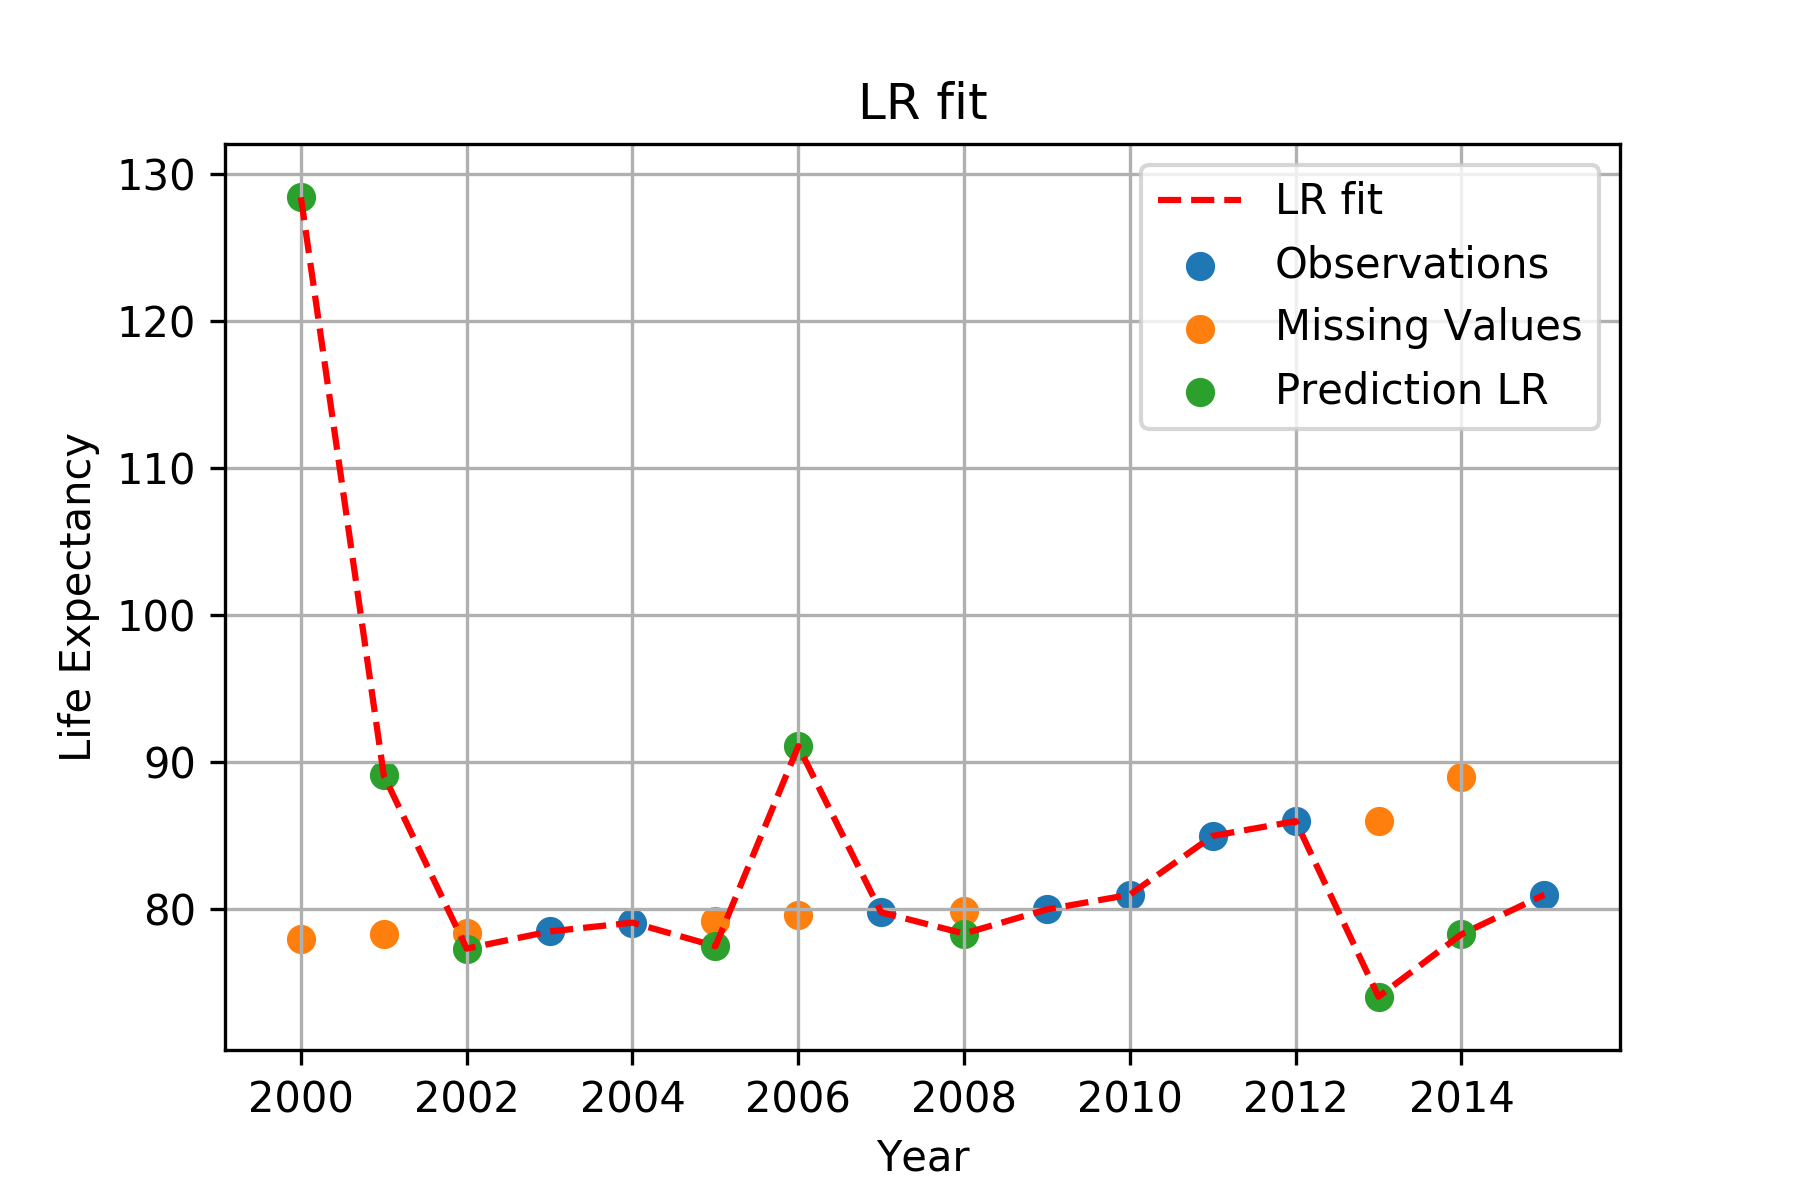 LR fit
130
120
110
100
90
80
Life Expectancy
LR fit
Observations
Missing Values
Prediction LR
2000 2002 2004 2006 2008 2010 2012 2014
Year